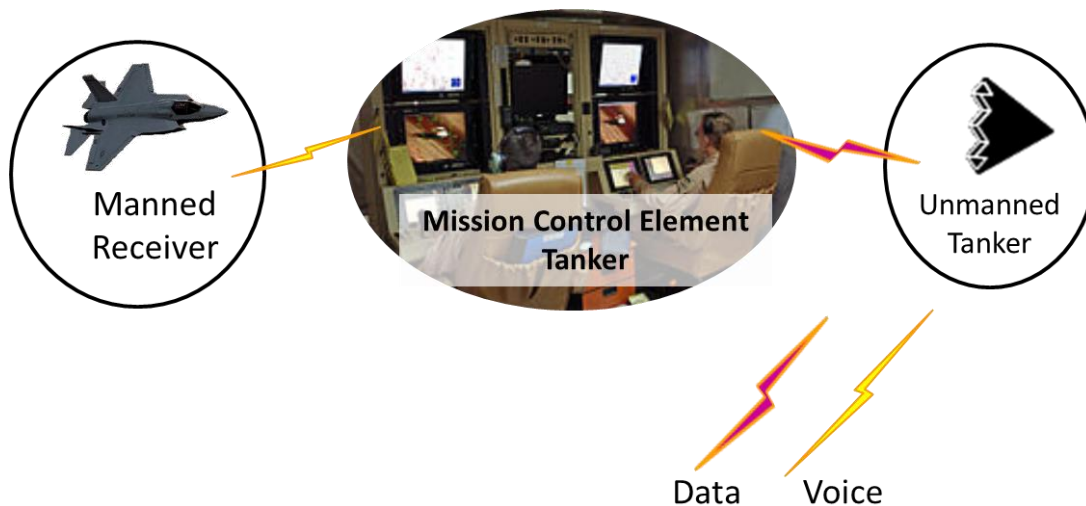 Manned
Receiver
Mission Control Element
Tanker
Unmanned
Tanker
Data
Voice